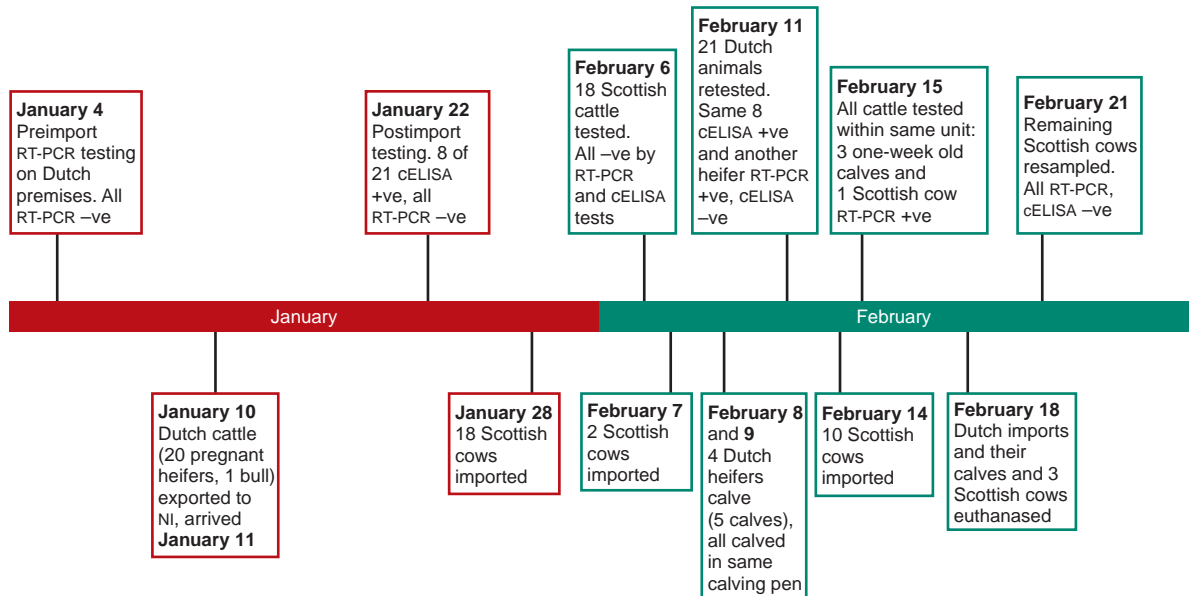 January 4
Preimport
RT-PCR testing
on Dutch
premises. All
RT-PCR –ve
January 22
Postimport
testing. 8 of
21 cELISA
+ve, all
RT-PCR –ve
February 6
18 Scottish
cattle
tested.
All –ve by
RT-PCR
and cELISA
tests
February 11
21 Dutch
animals
retested.
Same 8
cELISA +ve
and another
heifer RT-PCR
+ve, cELISA
–ve
February 15
All cattle tested
within same unit:
3 one-week old
calves and
1 Scottish cow
RT-PCR +ve
February 21
Remaining
Scottish cows
resampled.
All RT-PCR,
cELISA –ve
January
February
January 10
Dutch cattle
(20 pregnant
heifers, 1 bull)
exported to
NI, arrived
January 11
January 28
18 Scottish
cows
imported
February 7
2 Scottish
cows
imported
February 8
and 9
4 Dutch
heifers
calve
(5 calves),
all calved
in same
calving pen
February 14
10 Scottish
cows
imported
February 18
Dutch imports
and their
calves and 3
Scottish cows
euthanased